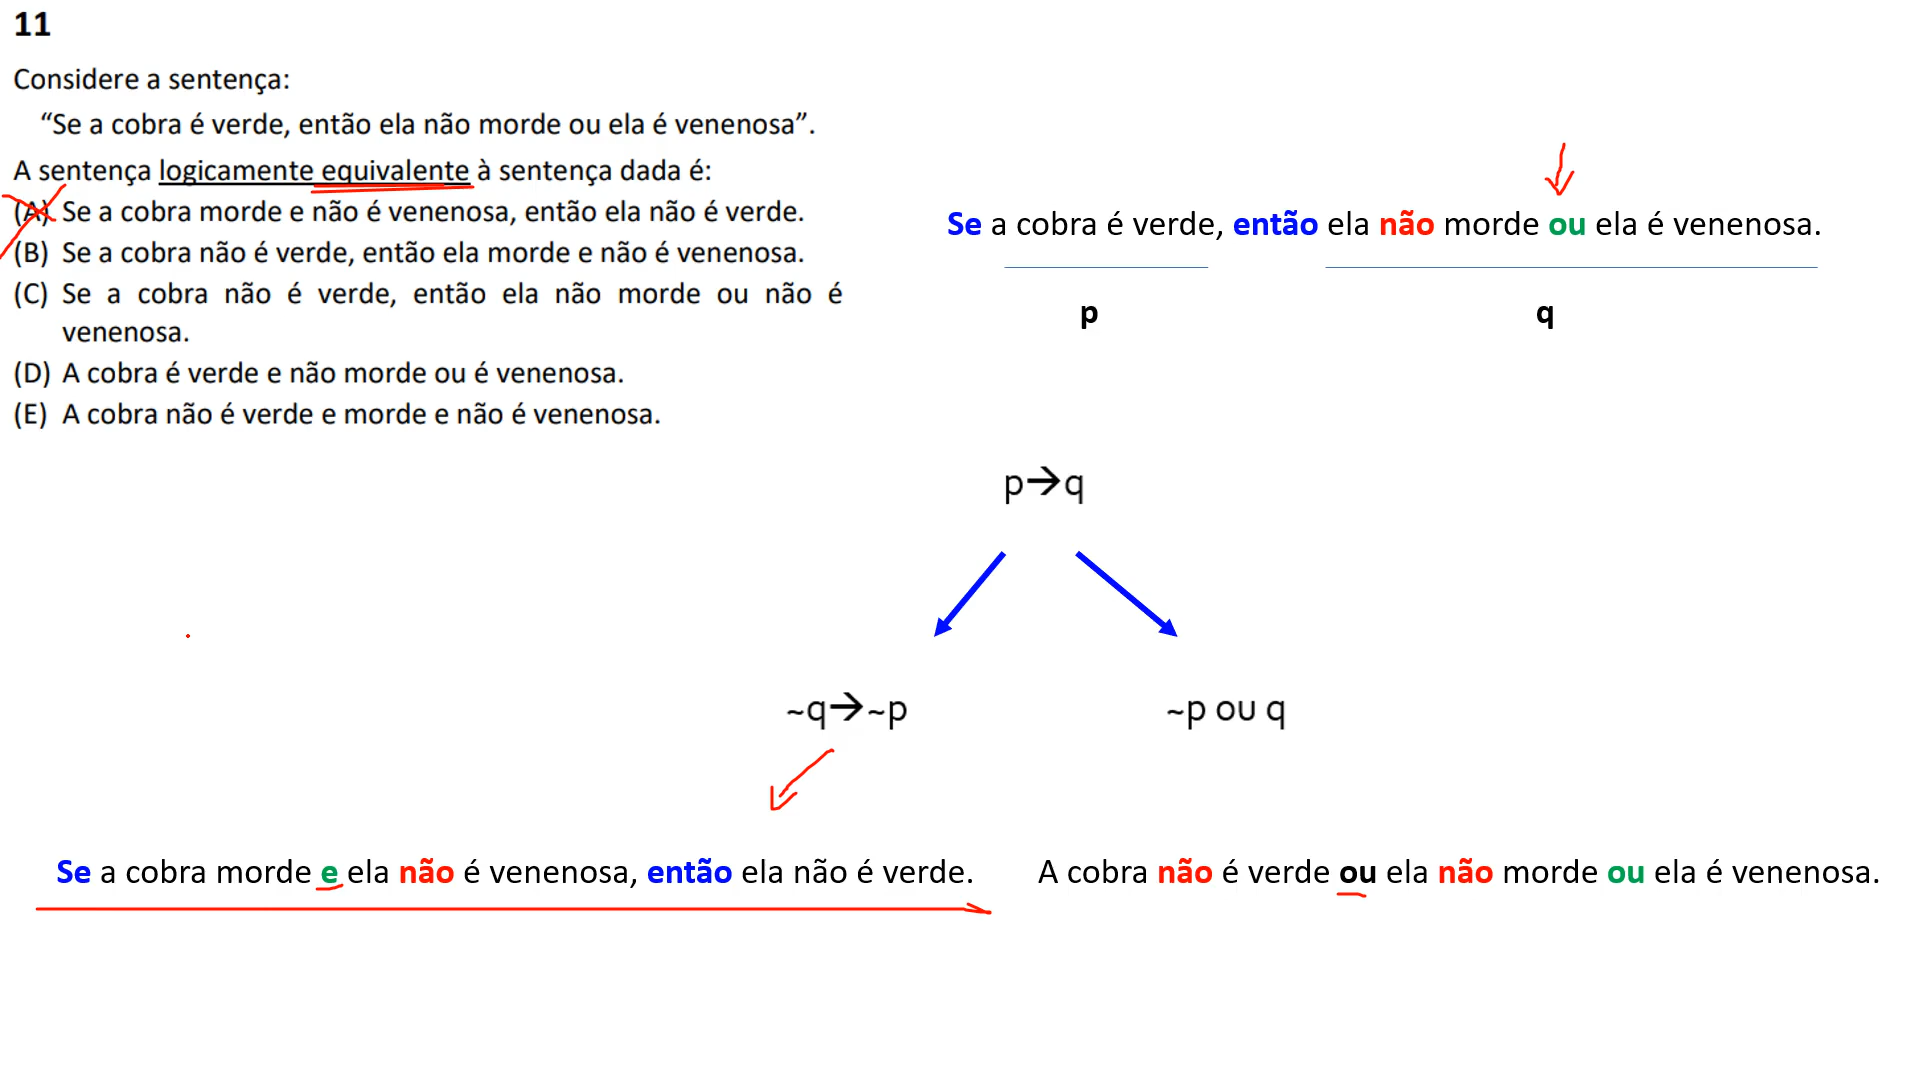 11
Considere a sentença:
“Se a cobra é verde, então ela não morde ou ela é venenosa”.
A sentença logicamente equivalente à sentença dada é:
(A) Se a cobra morde e não é venenosa, então ela não é verde.
(B) Se a cobra não é verde, então ela morde e não é venenosa.
(C) Se a cobra não é verde, então ela não morde ou não é
venenosa.
(D) A cobra é verde e não morde ou é venenosa.
(E) A cobra não é verde e morde e não é venenosa.
Se a cobra é verde, então ela não morde ou ela é venenosa.
p q
p→q
~q→~p ~p ou q
Se a cobra morde e ela não é venenosa, então ela não é verde.
A cobra não é verde ou ela não morde ou ela é venenosa.